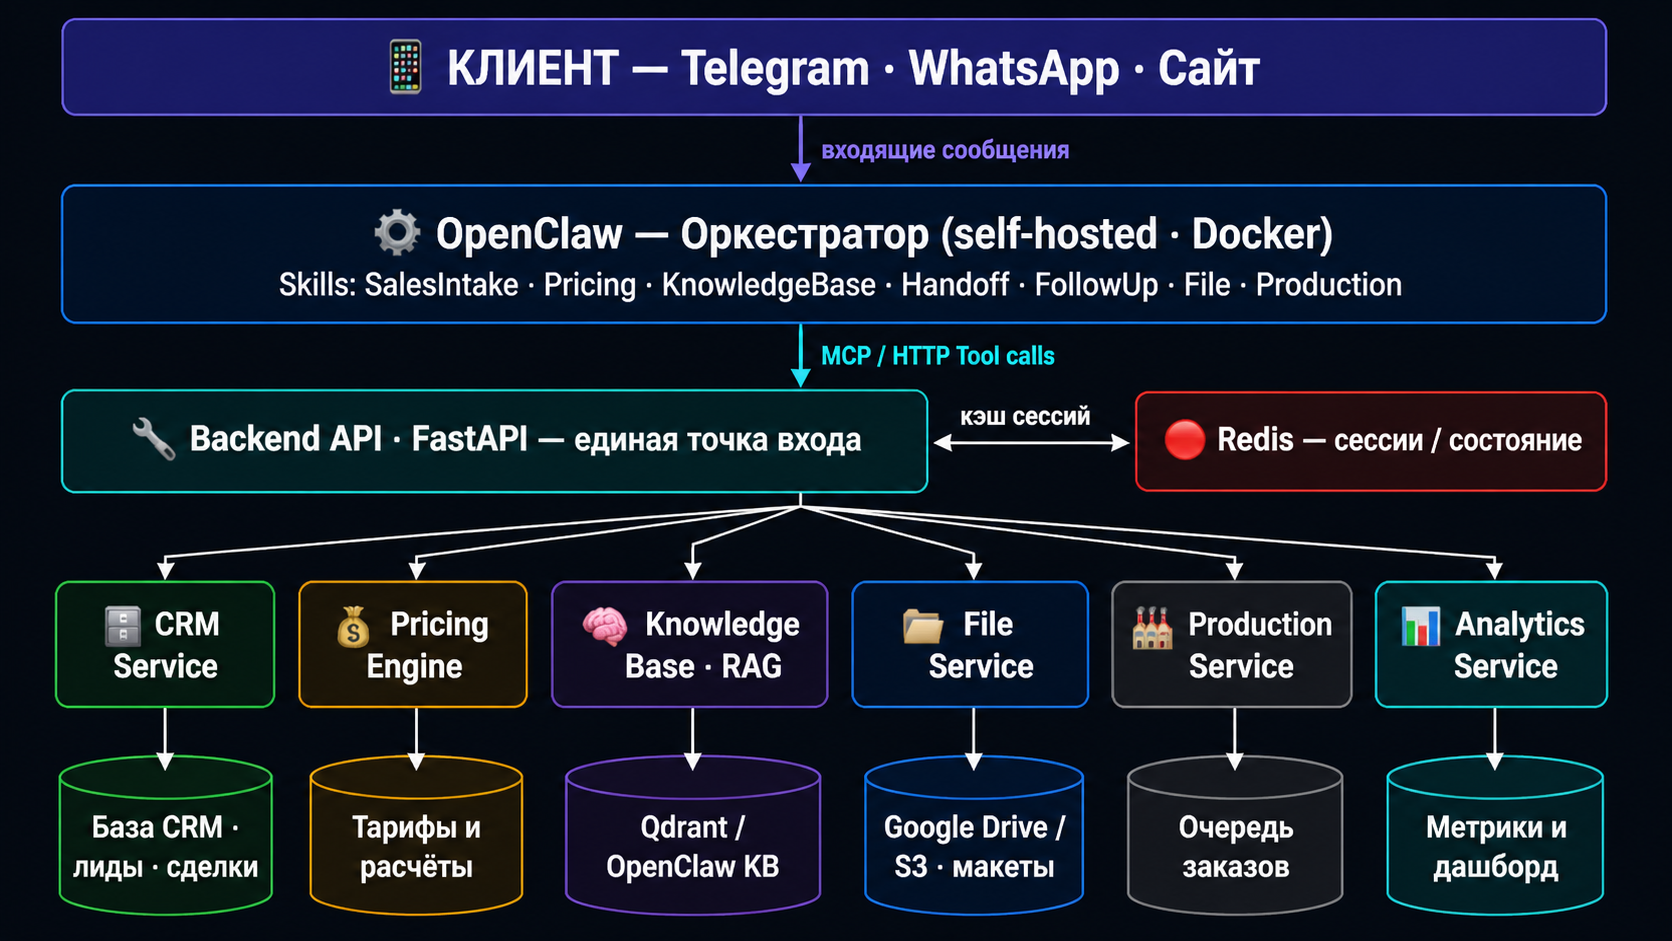 КЛИЕНТ — Telegram · WhatsApp · Сайт
входящие сообщения
OpenClaw — Оркестратор (self-hosted · Docker)
Skills: SalesIntake · Pricing · KnowledgeBase · Handoff · FollowUp · File · Production
MCP / HTTP Tool calls
Backend API · FastAPI — единая точка входа
кэш сессий
Redis — сессии / состояние
CRM
Service
Pricing
Engine
Knowledge
Base · RAG
File
Service
Production
Service
Analytics
Service
База CRM ·
лиды · сделки
Тарифы и
расчёты
Qdrant /
OpenClaw KB
Google Drive /
S3 · макеты
Очередь
заказов
Метрики и
дашборд